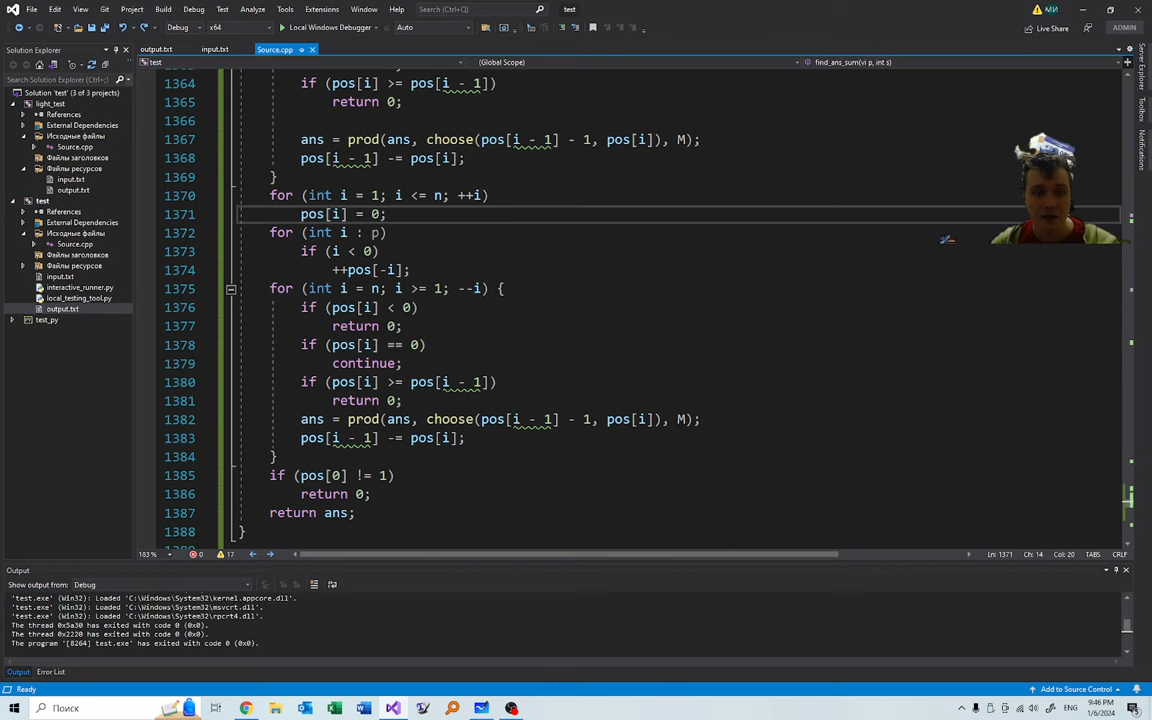 File Edit View Git Project Build Debug Test Analyze Tools Extensions Window Help Search (Ctrl+Q) test МИ
Debug x64 Local Windows Debugger Auto Live Share ADMIN
Solution Explorer
output.txt input.txt Source.cpp
test (Global Scope) find_ans_sum(vi p, int s)
Search Solution Explorer (Ctrl+;)
Solution 'test' (3 of 3 projects)
light_test
References
External Dependencies
Исходные файлы
Source.cpp
Файлы заголовков
Файлы ресурсов
input.txt
output.txt
test
References
External Dependencies
Исходные файлы
Source.cpp
Файлы заголовков
Файлы ресурсов
input.txt
interactive_runner.py
local_testing_tool.py
output.txt
test_py
1364 if (pos[i] >= pos[i - 1])
1365 return 0;
1366
1367 ans = prod(ans, choose(pos[i - 1] - 1, pos[i]), M);
1368 pos[i - 1] -= pos[i];
1369 }
1370 for (int i = 1; i <= n; ++i)
1371 pos[i] = 0;
1372 for (int i : p)
1373 if (i < 0)
1374 ++pos[-i];
1375 for (int i = n; i >= 1; --i) {
1376 if (pos[i] < 0)
1377 return 0;
1378 if (pos[i] == 0)
1379 continue;
1380 if (pos[i] >= pos[i - 1])
1381 return 0;
1382 ans = prod(ans, choose(pos[i - 1] - 1, pos[i]), M);
1383 pos[i - 1] -= pos[i];
1384 }
1385 if (pos[0] != 1)
1386 return 0;
1387 return ans;
1388 }
Server Explorer
Toolbox
Notifications
183 % 0 17 Ln: 1371 Ch: 14 Col: 20 TABS CRLF
Output
Show output from: Debug
'test.exe' (Win32): Loaded 'C:\Windows\System32\kernel.appcore.dll'.
'test.exe' (Win32): Loaded 'C:\Windows\System32\msvcrt.dll'.
'test.exe' (Win32): Loaded 'C:\Windows\System32\rpcrt4.dll'.
The thread 0x5a30 has exited with code 0 (0x0).
The thread 0x2220 has exited with code 0 (0x0).
The program '[8264] test.exe' has exited with code 0 (0x0).
Output Error List
Ready Add to Source Control
Поиск ENG 9:46 PM
1/6/2024